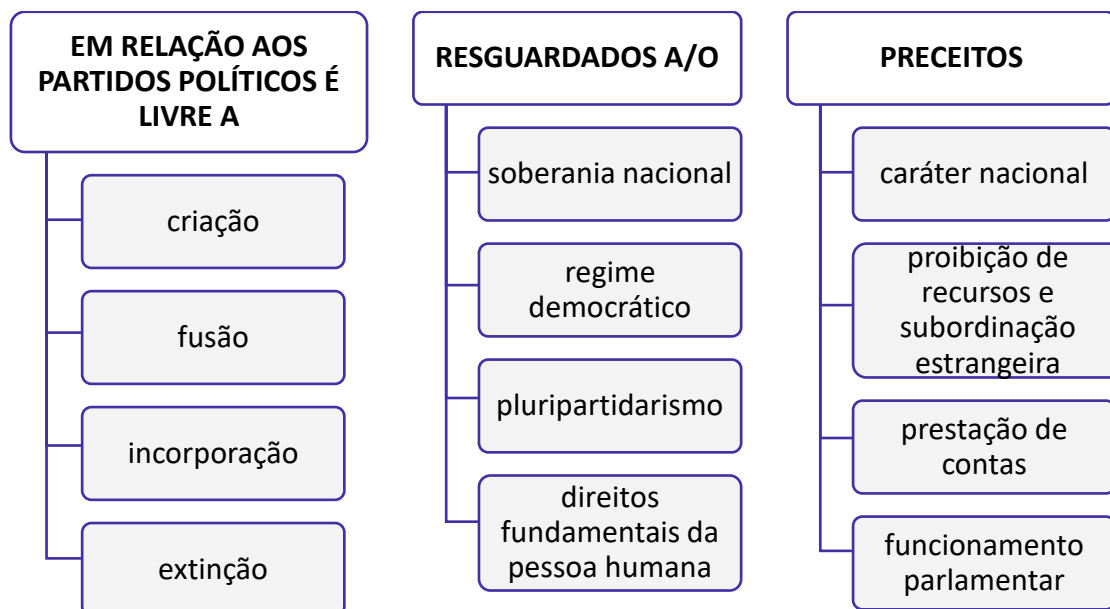 EM RELAÇÃO AOS
PARTIDOS POLÍTICOS É
LIVRE A
criação
fusão
incorporação
extinção
RESGUARDADOS A/O
soberania nacional
regime
democrático
pluripartidarismo
direitos
fundamentais da
pessoa humana
PRECEITOS
caráter nacional
proibição de
recursos e
subordinação
estrangeira
prestação de
contas
funcionamento
parlamentar